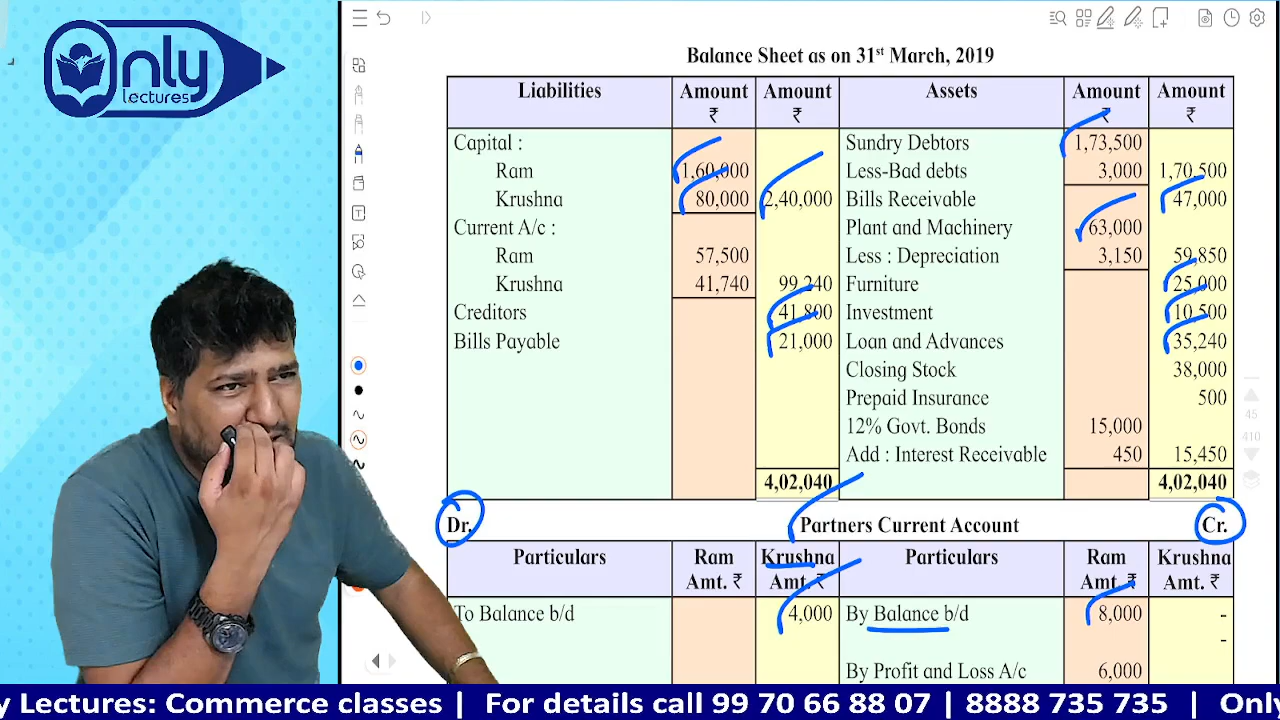 Only
lectures
Balance Sheet as on 31st March, 2019
Liabilities Amount ₹ Amount ₹ Assets Amount ₹ Amount ₹
Capital : Sundry Debtors 1,73,500
Ram 1,60,000 Less-Bad debts 3,000 1,70,500
Krushna 80,000 2,40,000 Bills Receivable 47,000
Current A/c : Plant and Machinery 63,000
Ram 57,500 Less : Depreciation 3,150 59,850
Krushna 41,740 99,240 Furniture 25,000
Creditors 41,800 Investment 10,500
Bills Payable 21,000 Loan and Advances 35,240
Closing Stock 38,000
Prepaid Insurance 500
12% Govt. Bonds 15,000
Add : Interest Receivable 450 15,450
4,02,040 4,02,040
Dr. Partners Current Account Cr.
Particulars Ram Amt. ₹ Krushna Amt. ₹ Particulars Ram Amt. ₹ Krushna Amt. ₹
To Balance b/d 4,000 By Balance b/d 8,000 -
-
By Profit and Loss A/c 6,000
45
410
y Lectures: Commerce classes | For details call 99 70 66 88 07 | 8888 735 735 | Onl